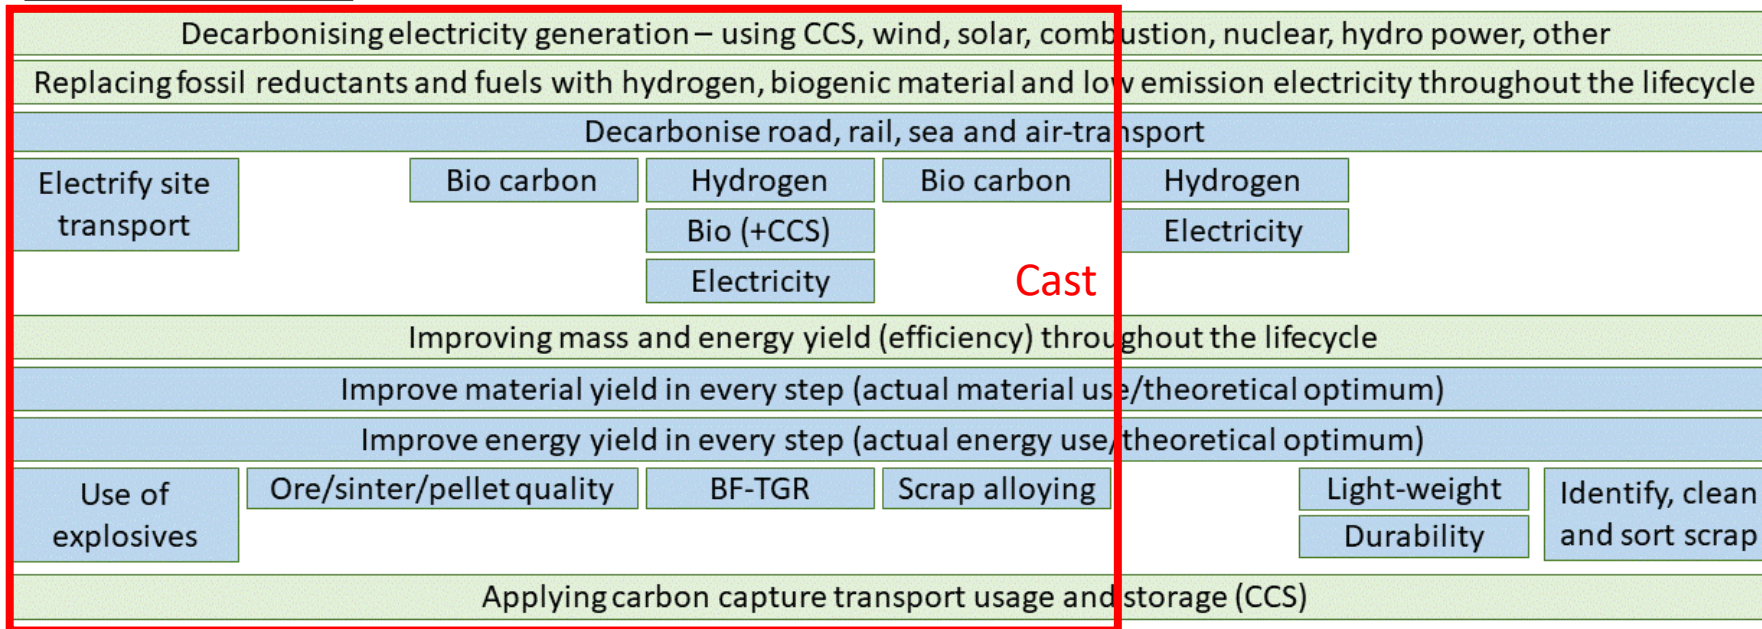 Decarbonising electricity generation – using CCS, wind, solar, combustion, nuclear, hydro power, other
Replacing fossil reductants and fuels with hydrogen, biogenic material and low emission electricity throughout the lifecycle
Decarbonise road, rail, sea and air-transport
Electrify site
transport
Bio carbon
Hydrogen
Bio (+CCS)
Electricity
Bio carbon
Hydrogen
Electricity
Cast
Improving mass and energy yield (efficiency) throughout the lifecycle
Improve material yield in every step (actual material use/theoretical optimum)
Improve energy yield in every step (actual energy use/theoretical optimum)
Use of
explosives
Ore/sinter/pellet quality
BF-TGR
Scrap alloying
Light-weight
Durability
Identify, clean
and sort scrap
Applying carbon capture transport usage and storage (CCS)